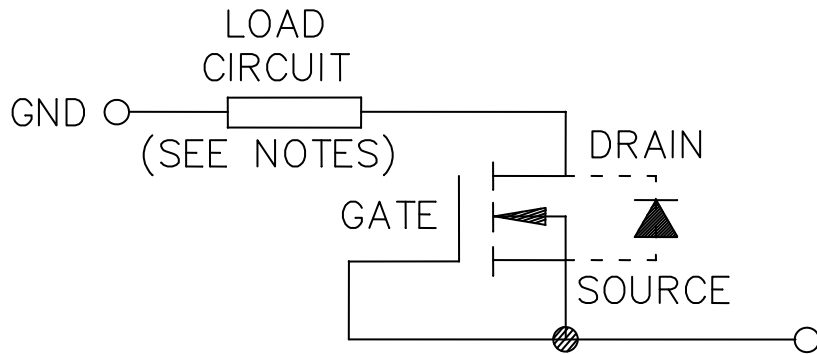 LOAD
CIRCUIT
GND
(SEE NOTES)
DRAIN
GATE
SOURCE